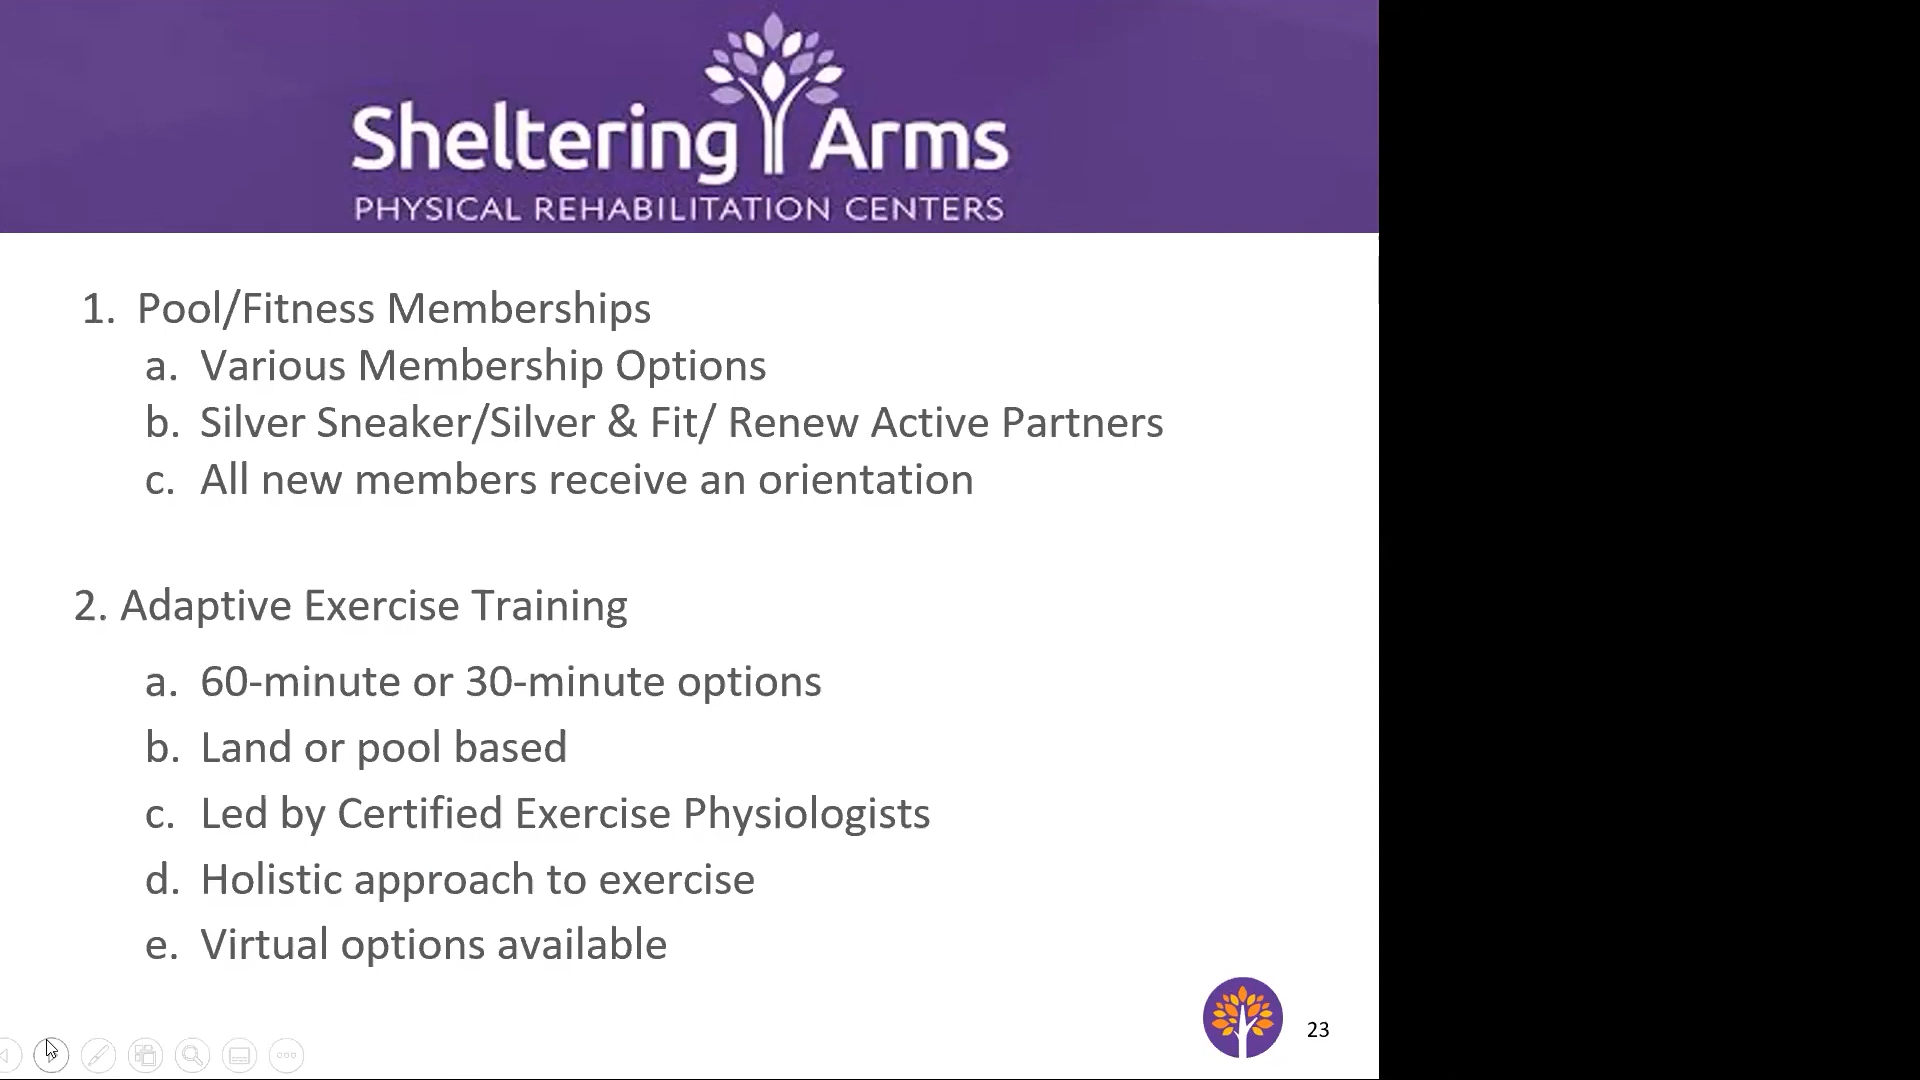 Sheltering Arms
PHYSICAL REHABILITATION CENTERS
1. Pool/Fitness Memberships
a. Various Membership Options
b. Silver Sneaker/Silver & Fit/ Renew Active Partners
c. All new members receive an orientation
2. Adaptive Exercise Training
a. 60-minute or 30-minute options
b. Land or pool based
c. Led by Certified Exercise Physiologists
d. Holistic approach to exercise
e. Virtual options available
23